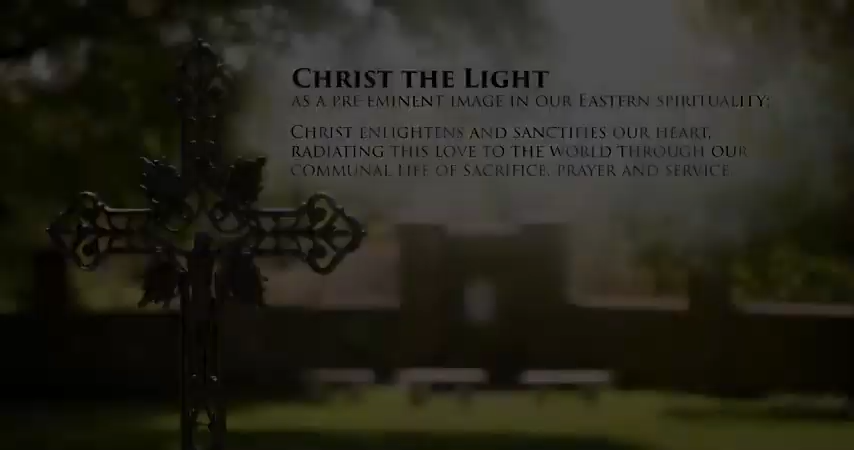 CHRIST THE LIGHT
AS A PRE-EMINENT IMAGE IN OUR EASTERN SPIRITUALITY;
CHRIST ENLIGHTENS AND SANCTIFIES OUR HEART,
RADIATING THIS LOVE TO THE WORLD THROUGH OUR
COMMUNAL LIFE OF SACRIFICE, PRAYER AND SERVICE.